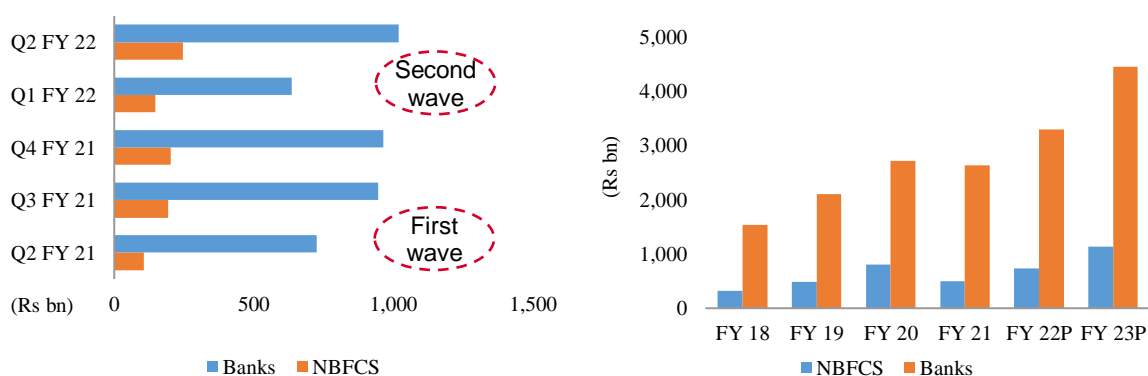 Q2 FY 22
Second
wave
Q1 FY 22
Q4 FY 21
Q3 FY 21
First
wave
Q2 FY 21
(Rs bn) 0 500 1,000 1,500
Banks NBFCS
5,000
4,000
3,000
(Rs bn)
2,000
1,000
0
FY 18 FY 19 FY 20 FY 21 FY 22P FY 23P
NBFCS Banks